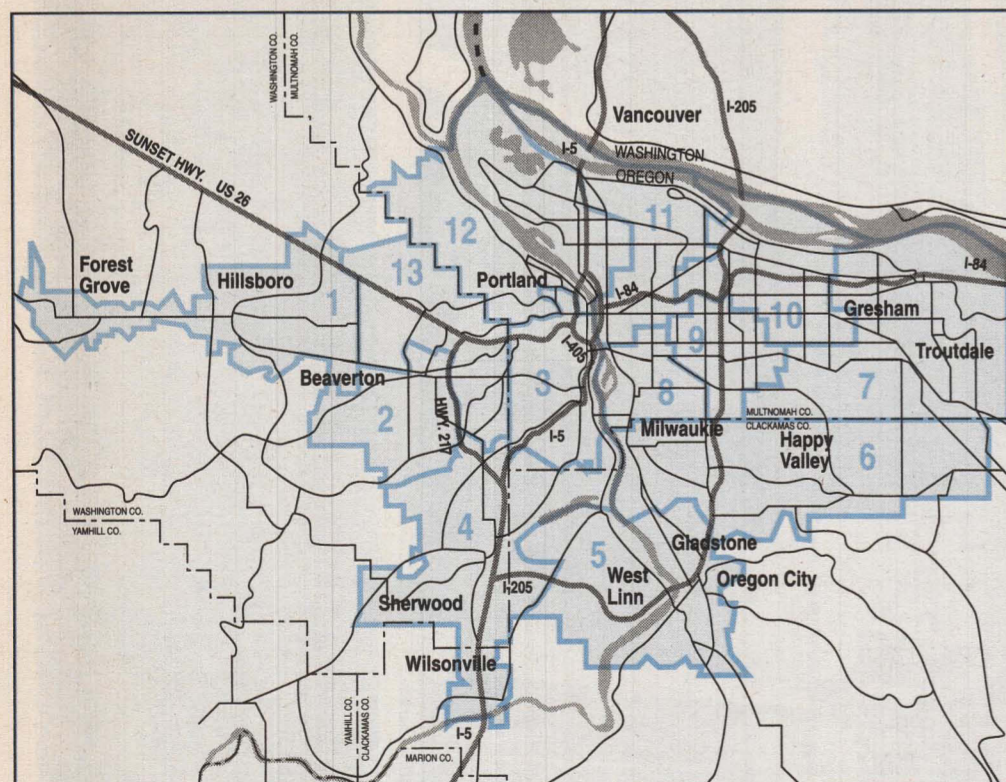 WASHINGTON CO.
MULTNOMAH CO.
Vancouver
I-205
SUNSET HWY. US 26
I-5
WASHINGTON
OREGON
12
11
Forest
Grove
Hillsboro
13
Portland
I-84
I-84
1
10
Gresham
9
Troutdale
I-405
Beaverton
3
8
7
2
HWY. 217
I-5
Milwaukie
MULTNOMAH CO.
CLACKAMAS CO.
Happy
Valley
6
WASHINGTON CO.
YAMHILL CO.
4
5
Gladstone
West
Linn
Oregon City
I-205
Sherwood
Wilsonville
YAMHILL CO.
CLACKAMAS CO.
I-5
MARION CO.